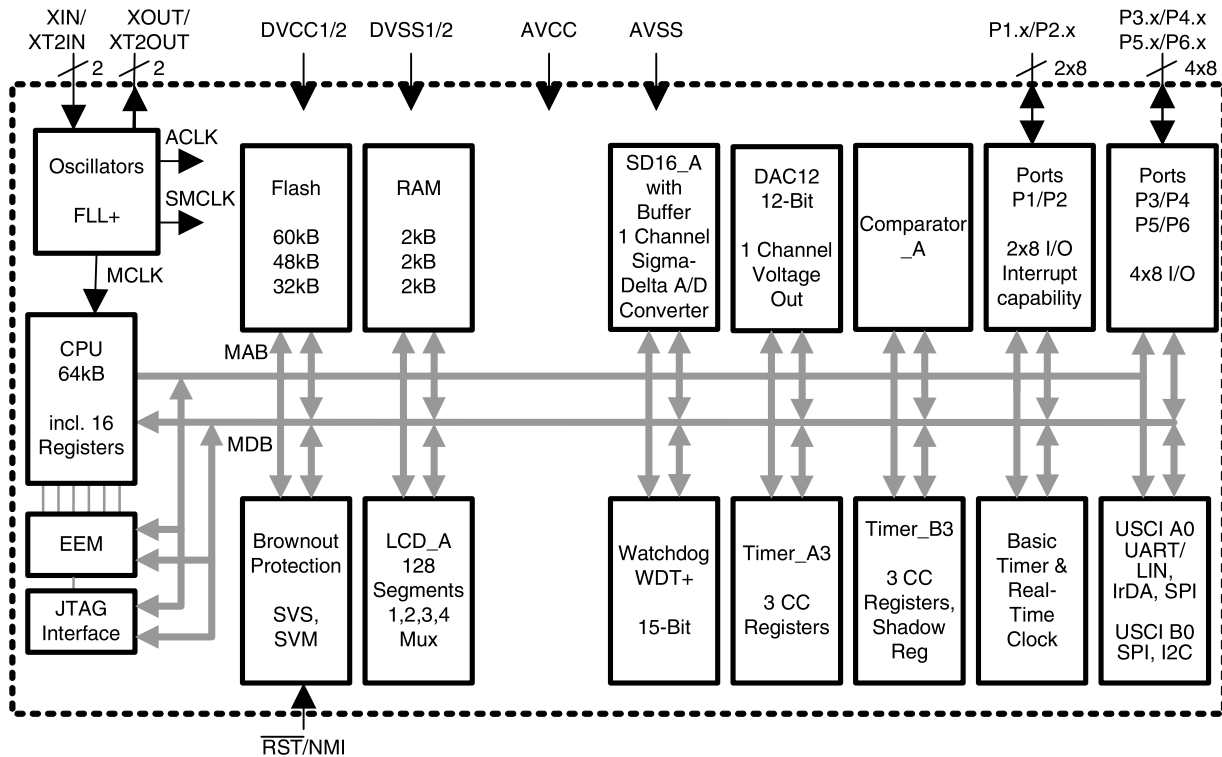 XIN/
XT2IN
XOUT/
XT2OUT
DVCC1/2
DVSS1/2
AVCC
AVSS
P1.x/P2.x
P3.x/P4.x
P5.x/P6.x
2
2
2x8
4x8
Oscillators
FLL+
ACLK
SMCLK
MCLK
Flash
60kB
48kB
32kB
RAM
2kB
2kB
2kB
SD16_A
with
Buffer
1 Channel
Sigma-
Delta A/D
Converter
DAC12
12-Bit
1 Channel
Voltage
Out
Comparator
_A
Ports
P1/P2
2x8 I/O
Interrupt
capability
Ports
P3/P4
P5/P6
4x8 I/O
CPU
64kB
incl. 16
Registers
MAB
MDB
EEM
JTAG
Interface
Brownout
Protection
SVS,
SVM
LCD_A
128
Segments
1,2,3,4
Mux
Watchdog
WDT+
15-Bit
Timer_A3
3 CC
Registers
Timer_B3
3 CC
Registers,
Shadow
Reg
Basic
Timer &
Real-
Time
Clock
USCI A0
UART/
LIN,
IrDA, SPI
USCI B0
SPI, I2C
RST/NMI